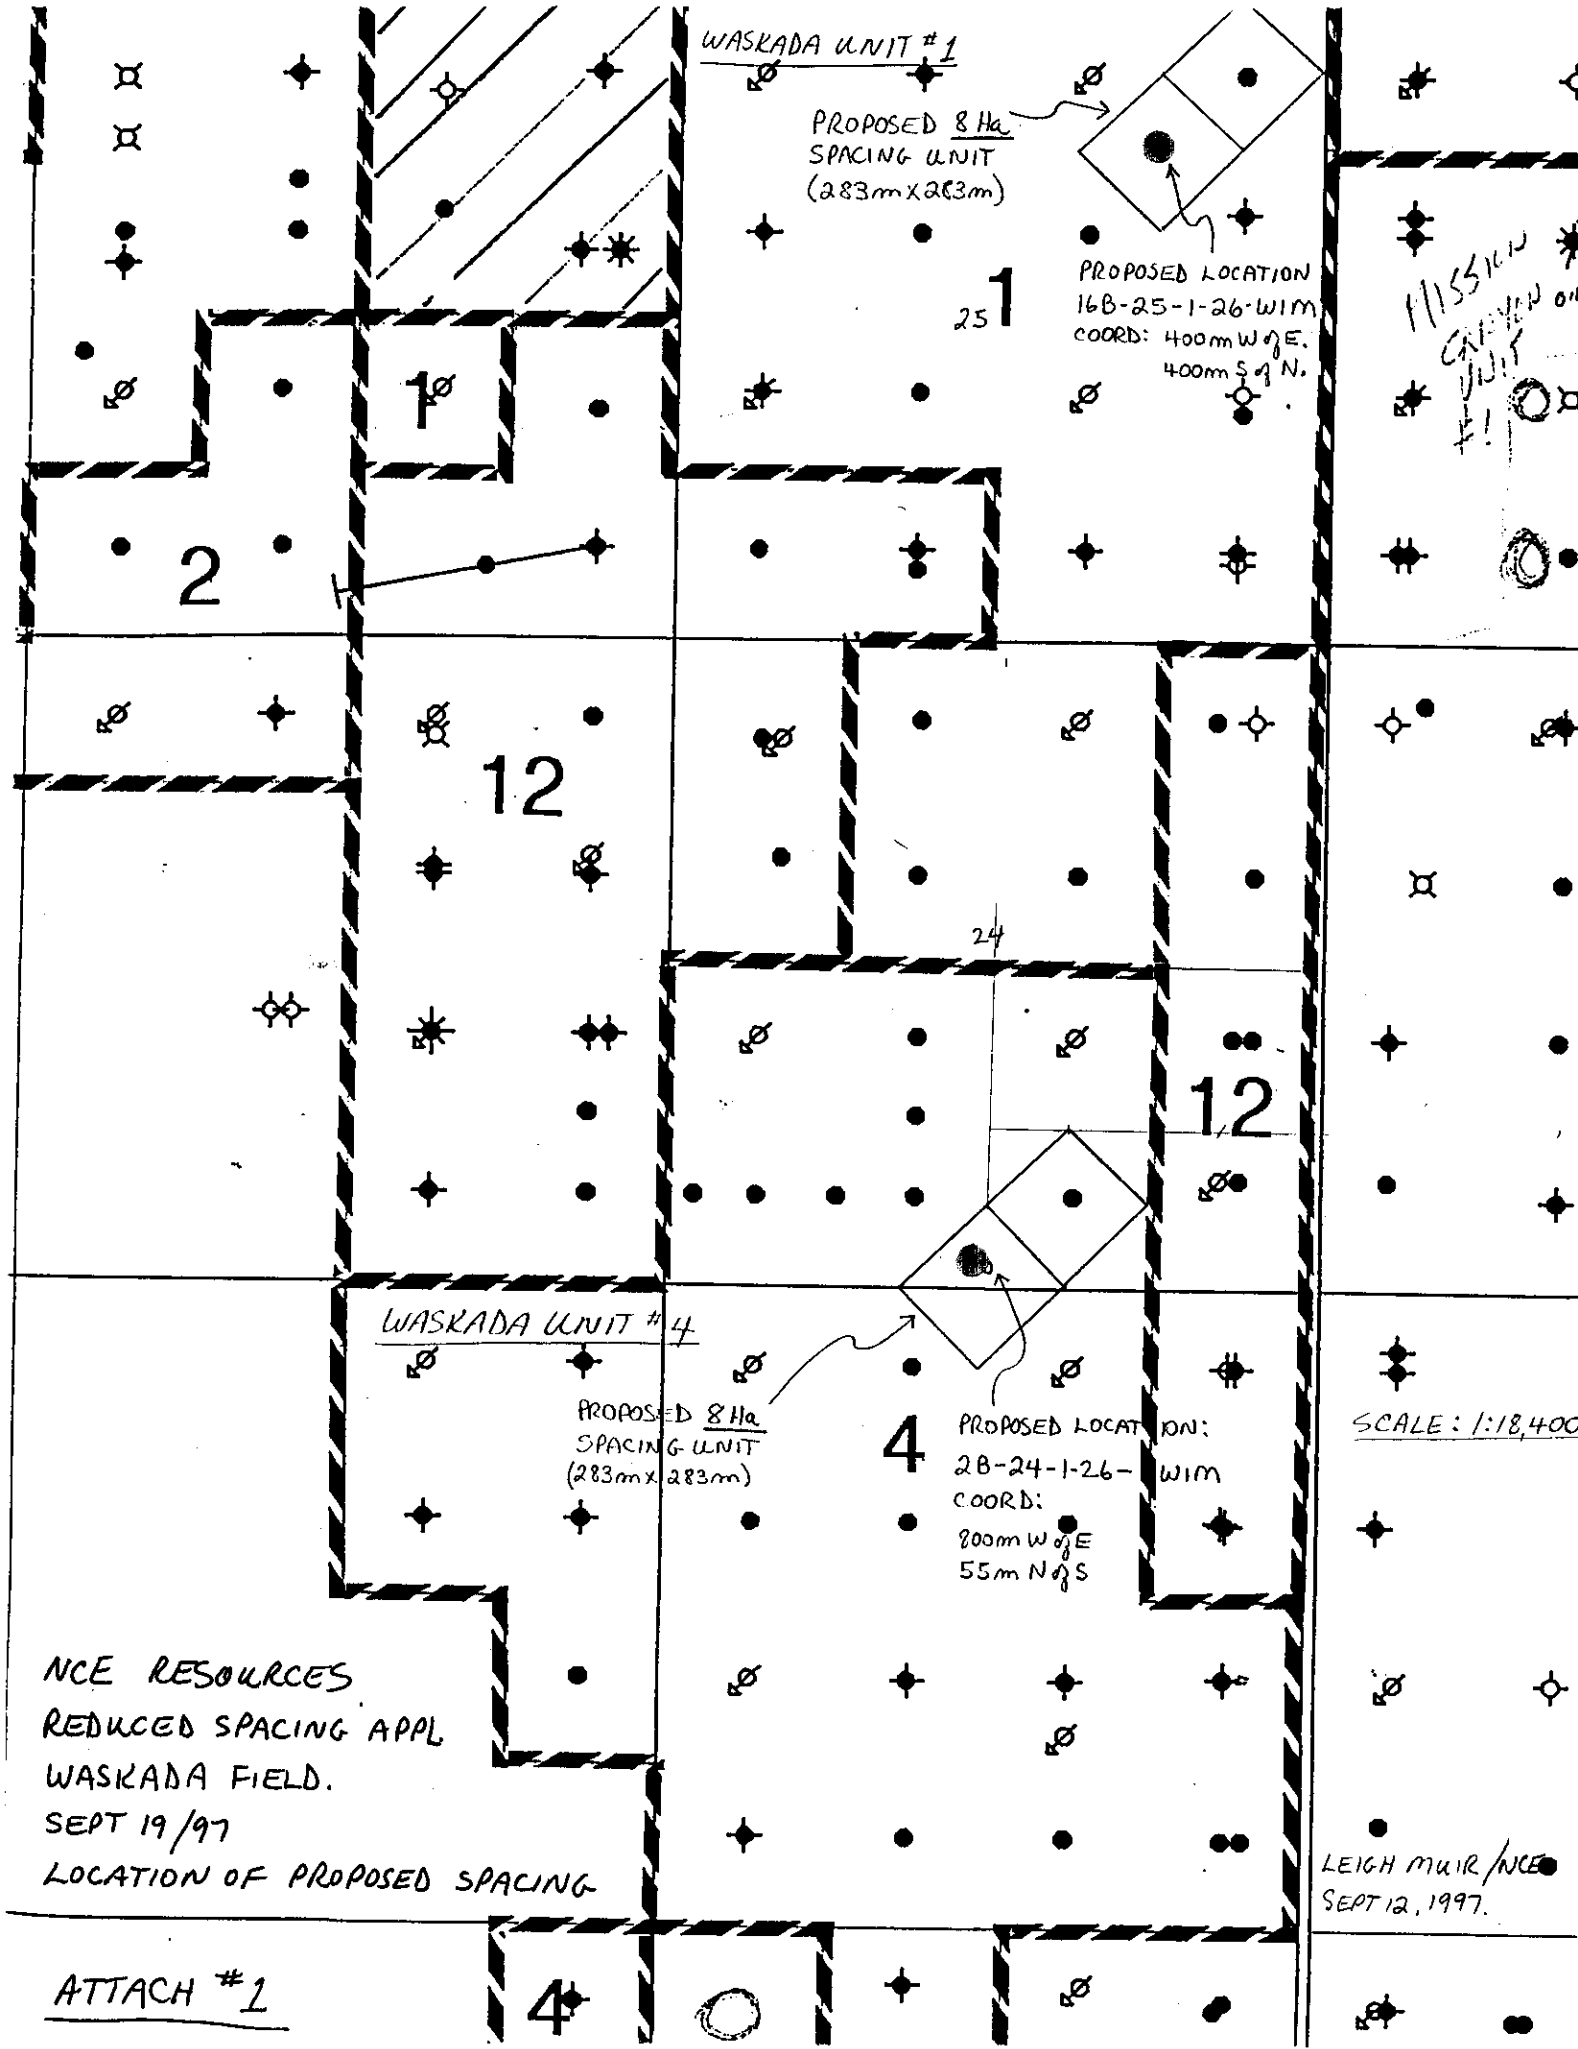 WASKADA UNIT #1
PROPOSED 8 Ha
SPACING UNIT
(283m X 283m)
PROPOSED LOCATION
16B-25-1-26-W1M
COORD: 400m W of E.
400m S of N.
25
1
MISSION
CANYON
UNIT
#1
1
2
12
24
12
WASKADA UNIT #4
PROPOSED 8 Ha
SPACING UNIT
(283m X 283m)
4
PROPOSED LOCATION:
2B-24-1-26-W1M
COORD:
800m W of E
55m N of S
SCALE: 1:18,400
NCE RESOURCES
REDUCED SPACING APPL
WASKADA FIELD.
SEPT 19/97
LOCATION OF PROPOSED SPACING
LEIGH MUIR/NCE
SEPT 12, 1997.
ATTACH #1
4